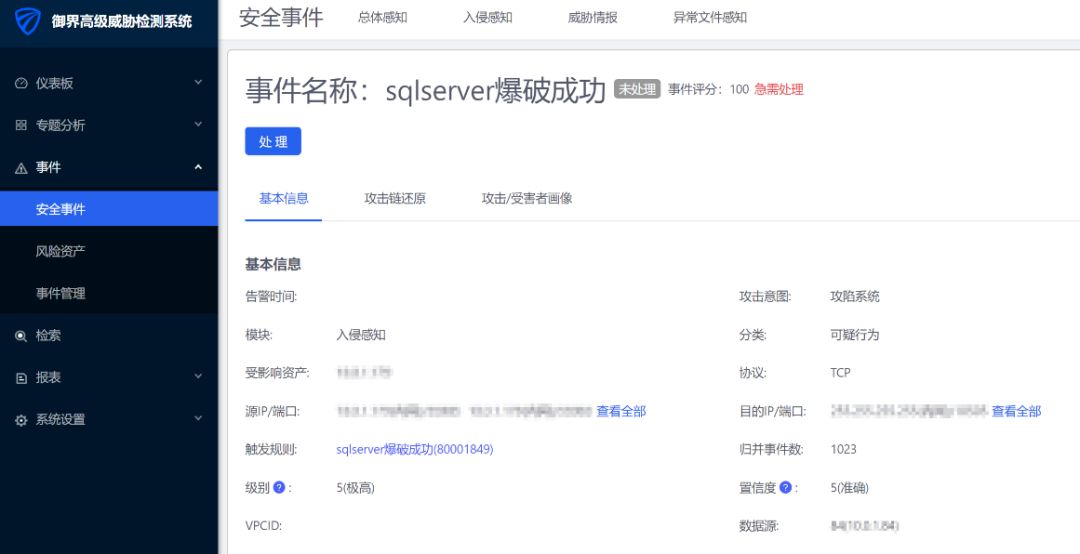 御界高级威胁检测系统
安全事件 总体感知 入侵感知 威胁情报 异常文件感知
仪表板
专题分析
事件
安全事件
风险资产
事件管理
检索
报表
系统设置
事件名称：sqlserver爆破成功 未处理 事件评分：100 急需处理
处 理
基本信息 攻击链还原 攻击/受害者画像
基本信息
告警时间: 攻击意图: 攻陷系统
模块: 入侵感知 分类: 可疑行为
受影响资产: 协议: TCP
源IP/端口: 查看全部 目的IP/端口: 查看全部
触发规则: sqlserver爆破成功(80001849) 归并事件数: 1023
级别 ? : 5(极高) 置信度 ? : 5(准确)
VPCID: 数据源: